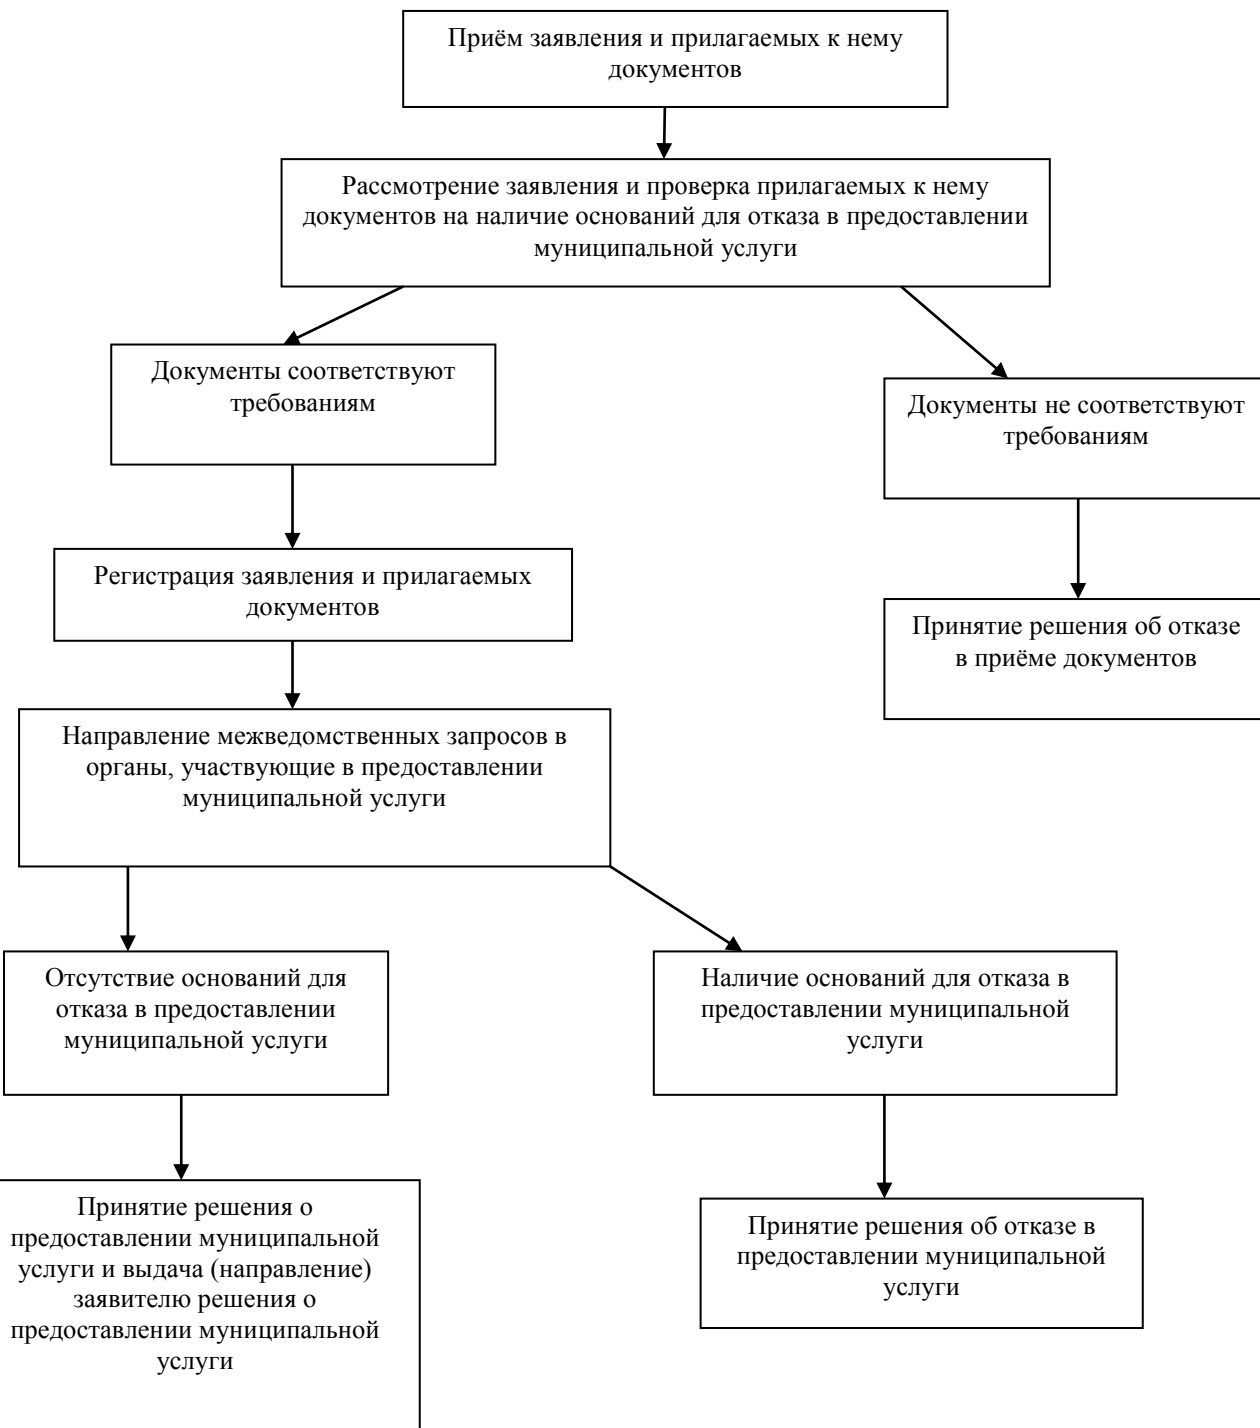 Приём заявления и прилагаемых к нему
документов
Рассмотрение заявления и проверка прилагаемых к нему
документов на наличие оснований для отказа в предоставлении
муниципальной услуги
Документы соответствуют
требованиям
Документы не соответствуют
требованиям
Регистрация заявления и прилагаемых
документов
Принятие решения об отказе
в приёме документов
Направление межведомственных запросов в
органы, участвующие в предоставлении
муниципальной услуги
Отсутствие оснований для
отказа в предоставлении
муниципальной услуги
Наличие оснований для отказа в
предоставлении муниципальной
услуги
Принятие решения о
предоставлении муниципальной
услуги и выдача (направление)
заявителю решения о
предоставлении муниципальной
услуги
Принятие решения об отказе в
предоставлении муниципальной
услуги